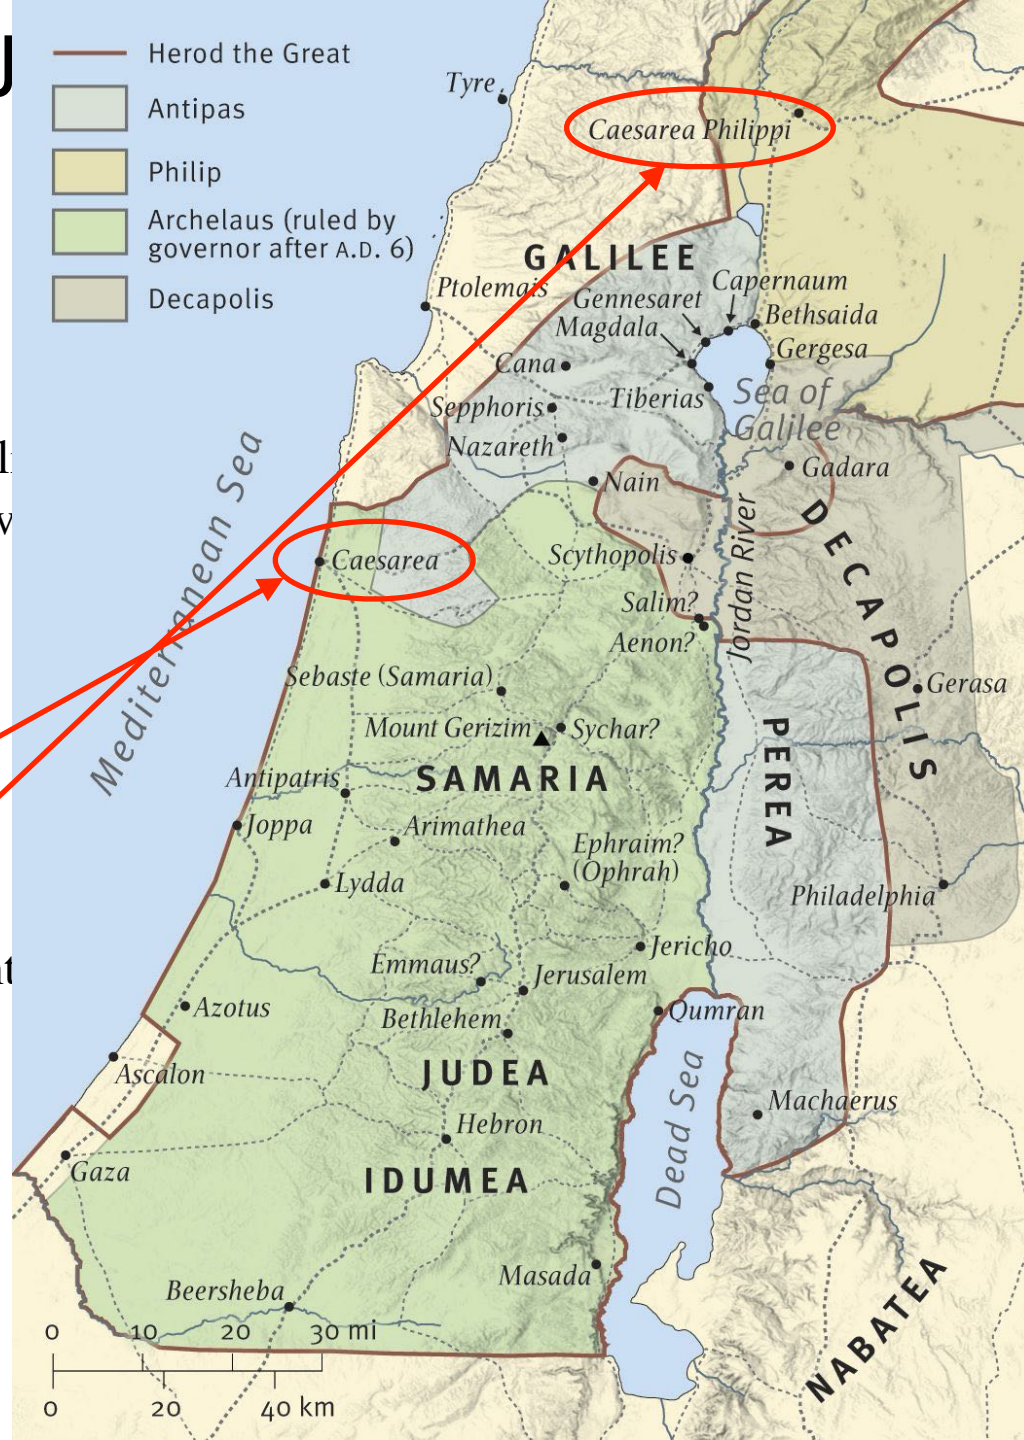 Herod the Great
Antipas
Philip
Archelaus (ruled by
governor after A.D. 6)
Decapolis
Tyre
Caesarea Philippi
GALILEE
Ptolemais
Capernaum
Gennesaret
Bethsaida
Magdala
Gergesa
Cana
Tiberias
Sea of
Galilee
Sepphoris
Nazareth
Gadara
Nain
DECAPOLIS
Mediterranean Sea
Jordan River
Caesarea
Scythopolis
Salim?
Aenon?
Sebaste (Samaria)
Gerasa
Mount Gerizim
Sychar?
PEREA
SAMARIA
Antipatris
Joppa
Arimathea
Ephraim?
(Ophrah)
Lydda
Philadelphia
Jericho
Emmaus?
Jerusalem
Azotus
Qumran
Bethlehem
Ascalon
JUDEA
Dead Sea
Machaerus
Hebron
Gaza
IDUMEA
Masada
Beersheba
NABATEA
0 10 20 30 mi
0 20 40 km